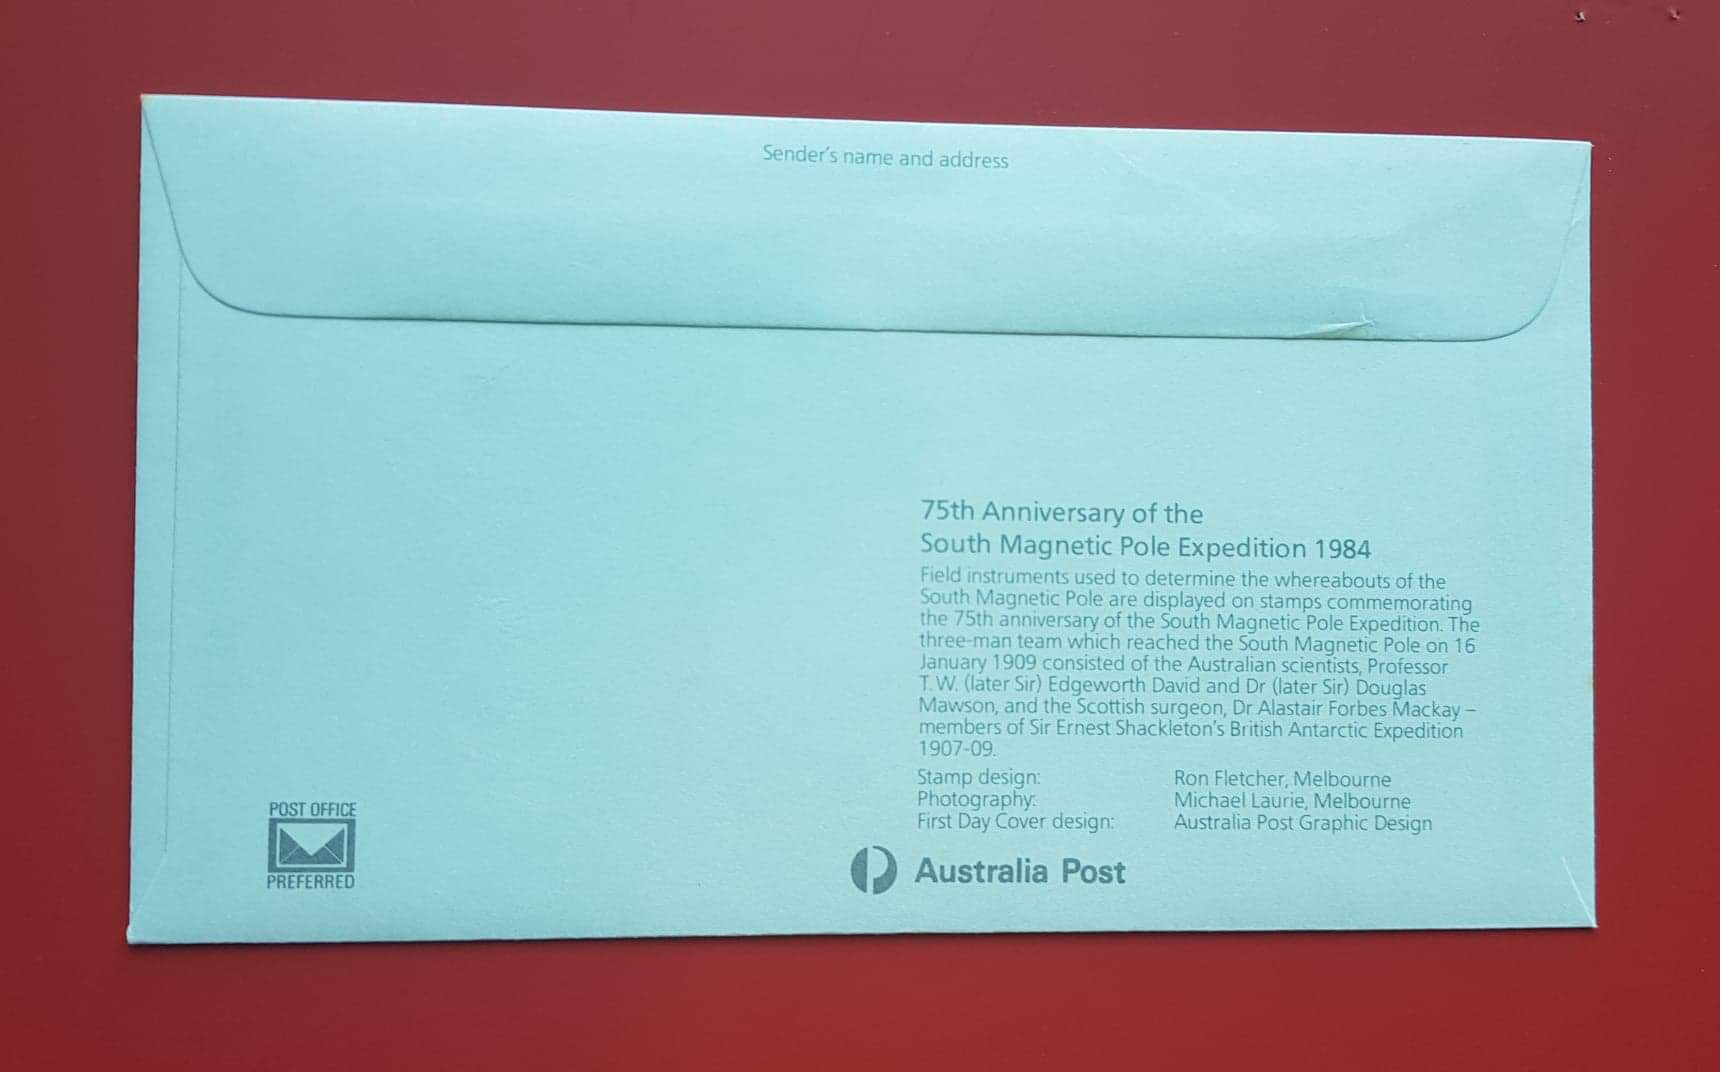 Sender's name and address
75th Anniversary of the
South Magnetic Pole Expedition 1984
Field instruments used to determine the whereabouts of the
South Magnetic Pole are displayed on stamps commemorating
the 75th anniversary of the South Magnetic Pole Expedition. The
three-man team which reached the South Magnetic Pole on 16
January 1909 consisted of the Australian scientists, Professor
T.W. (later Sir) Edgeworth David and Dr (later Sir) Douglas
Mawson, and the Scottish surgeon, Dr Alastair Forbes Mackay –
members of Sir Ernest Shackleton's British Antarctic Expedition
1907-09.
Stamp design: Ron Fletcher, Melbourne
Photography: Michael Laurie, Melbourne
First Day Cover design: Australia Post Graphic Design
POST OFFICE
PREFERRED
Australia Post